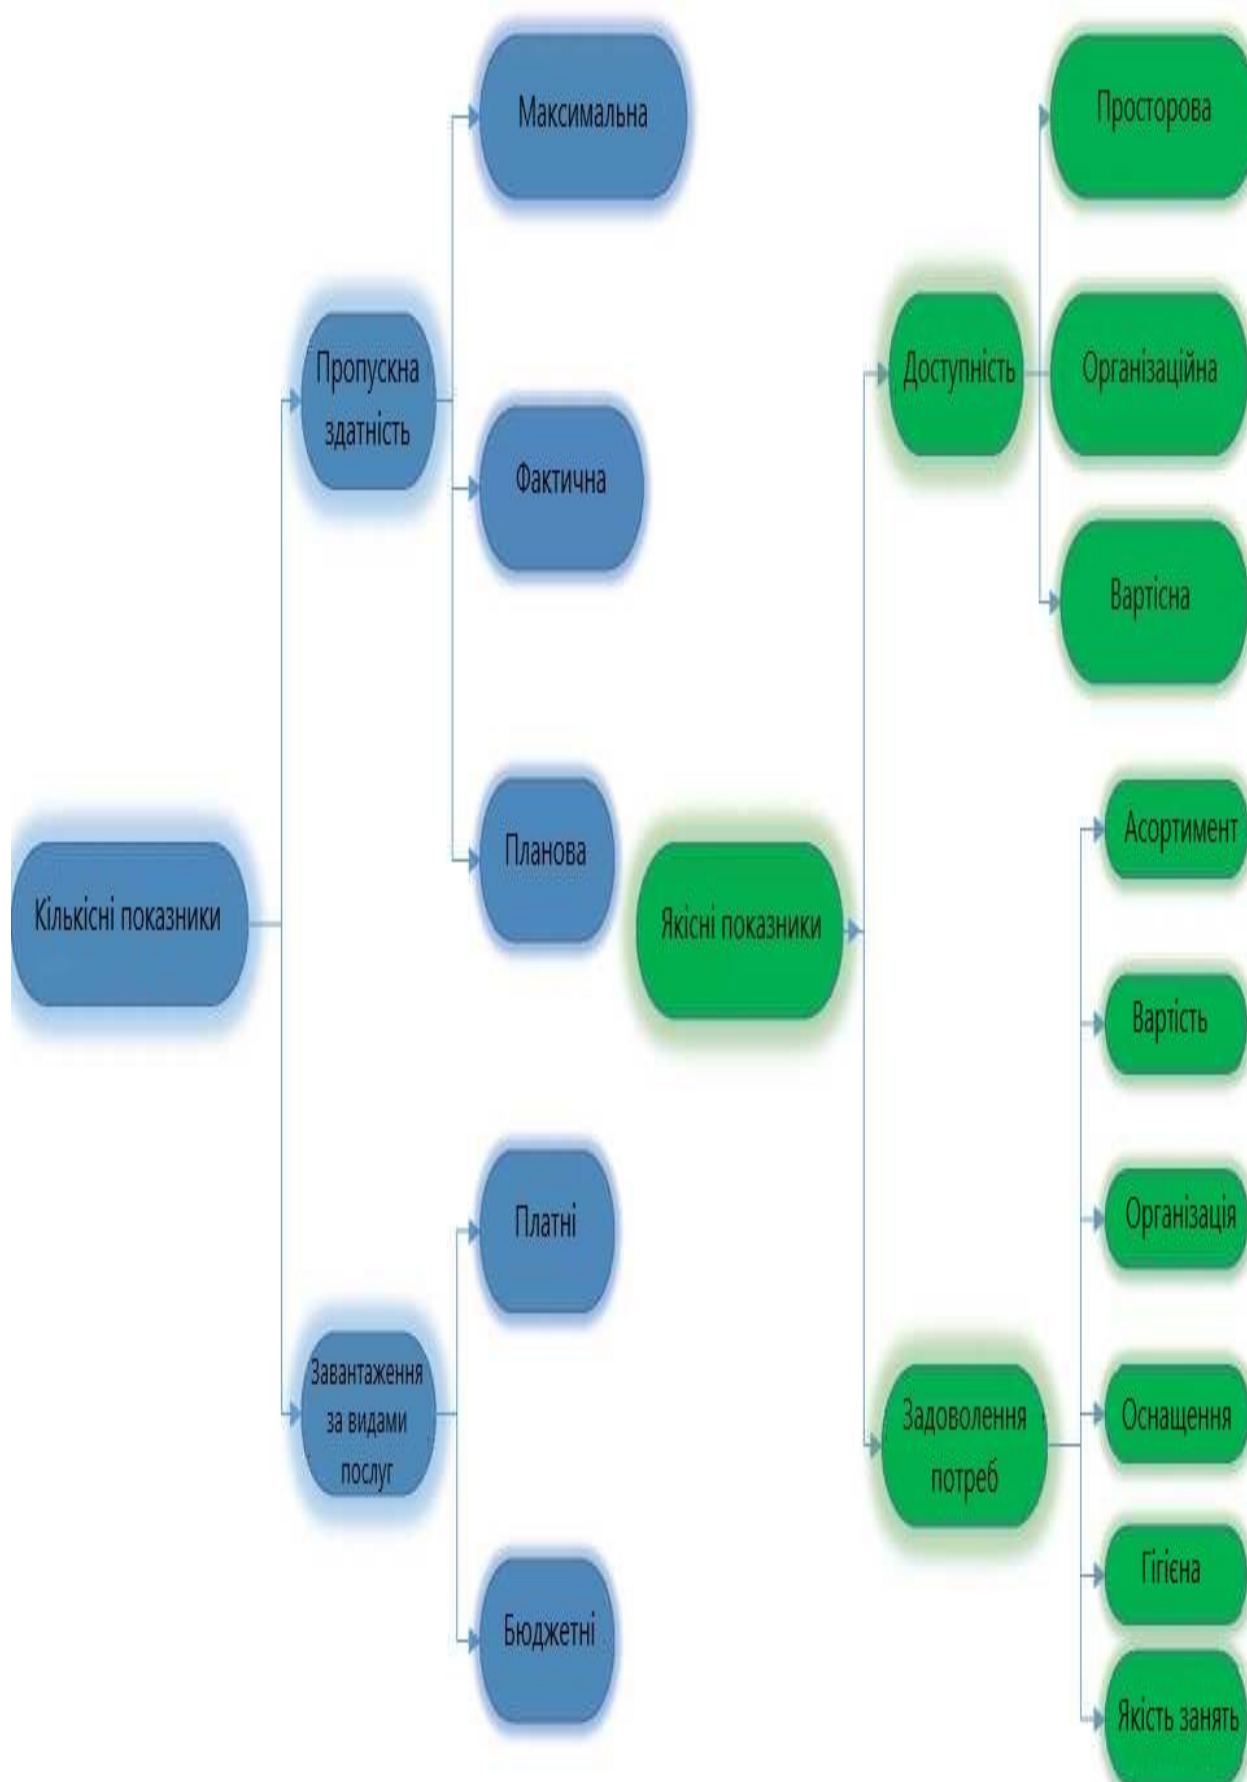 Кількісні показники
Пропускна
здатність
Максимальна
Фактична
Планова
Завантаження
за видами
послуг
Платні
Бюджетні
Якісні показники
Доступність
Просторова
Організаційна
Вартісна
Задоволення
потреб
Асортимент
Вартість
Організація
Оснащення
Гігієна
Якість занять